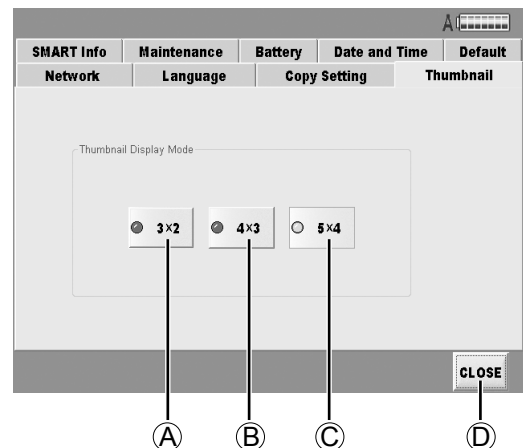 A
SMART Info Maintenance Battery Date and Time Default
Network Language Copy Setting Thumbnail
Thumbnail Display Mode
3×2 4×3 5×4
CLOSE
A B C D